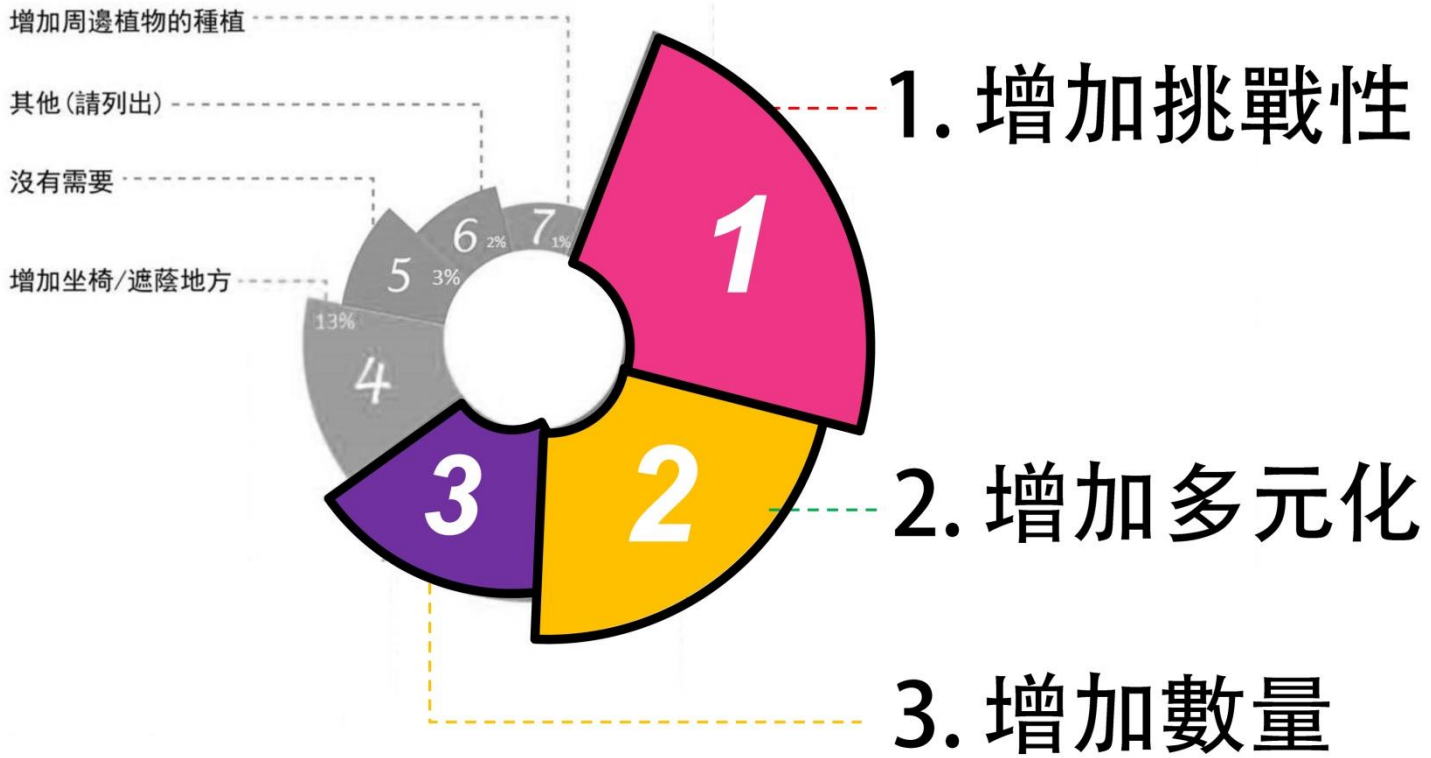 增加周邊植物的種植
其他(請列出)
沒有需要
增加坐椅/遮蔭地方
1. 增加挑戰性
2. 增加多元化
3. 增加數量
1
2
3
4
13%
5
3%
6
2%
7
1%